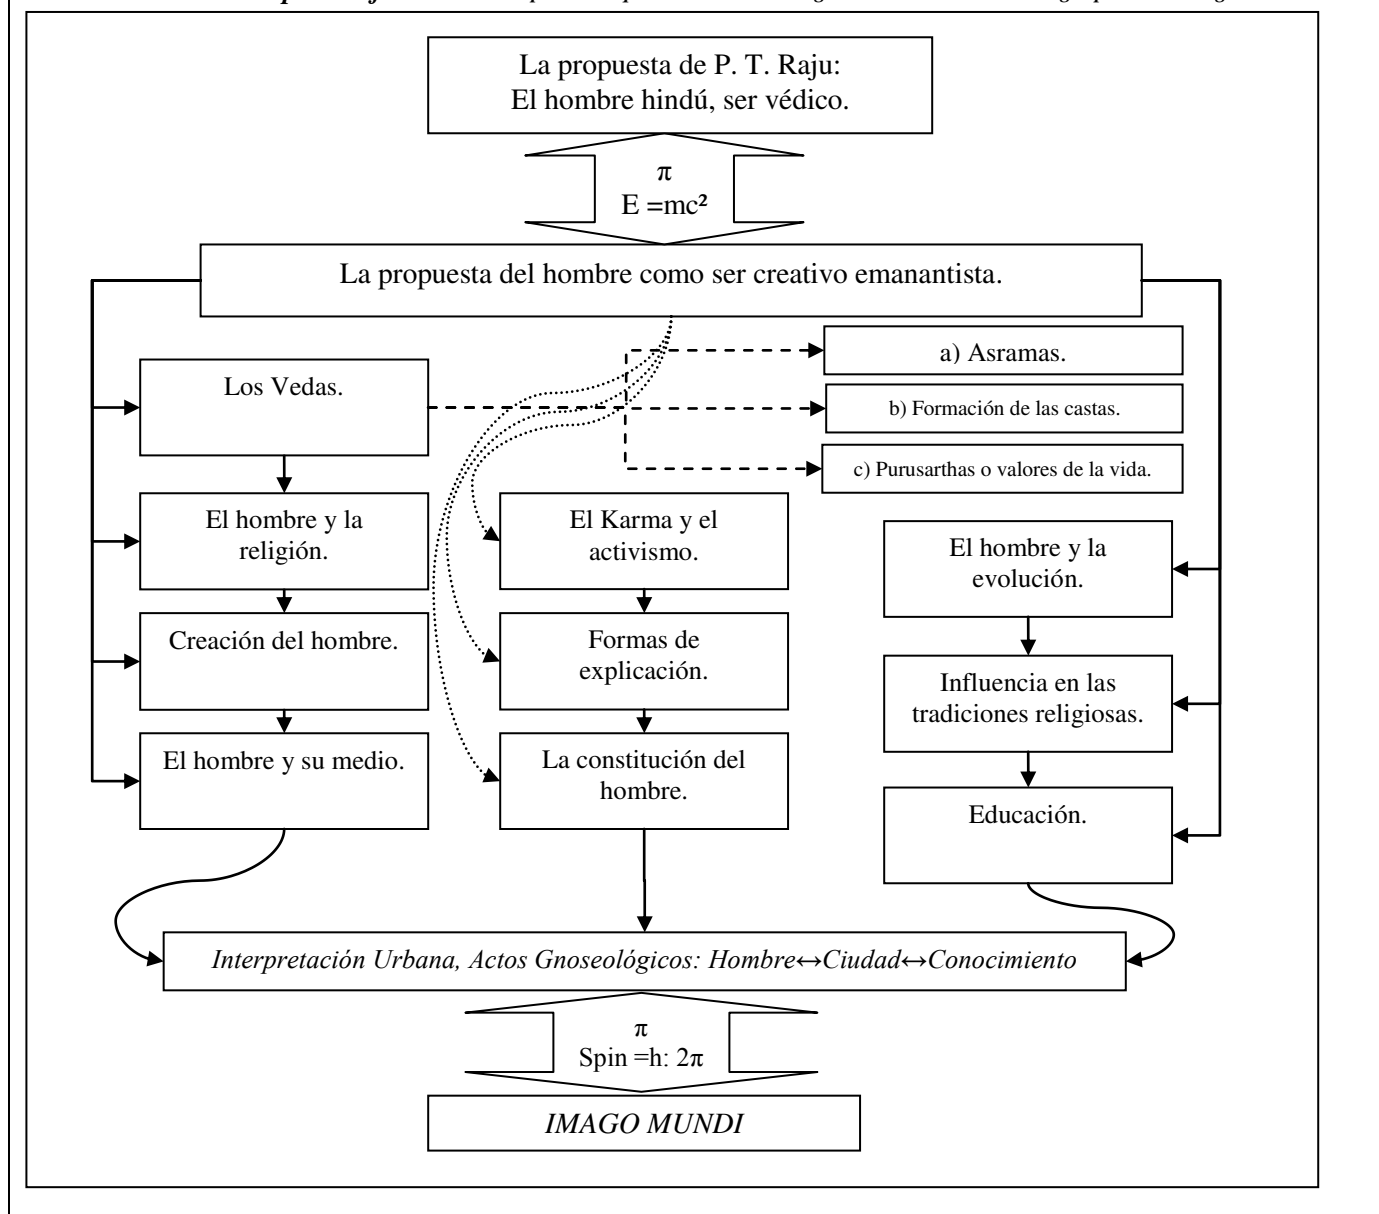 La propuesta de P. T. Raju:
El hombre hindú, ser védico.
π
E =mc²
La propuesta del hombre como ser creativo emanantista.
a) Asramas.
Los Vedas.
b) Formación de las castas.
c) Purusarthas o valores de la vida.
El hombre y la
religión.
El Karma y el
activismo.
El hombre y la
evolución.
Creación del hombre.
Formas de
explicación.
Influencia en las
tradiciones religiosas.
El hombre y su medio.
La constitución del
hombre.
Educación.
Interpretación Urbana, Actos Gnoseológicos: Hombre↔Ciudad↔Conocimiento
π
Spin =h: 2π
IMAGO MUNDI